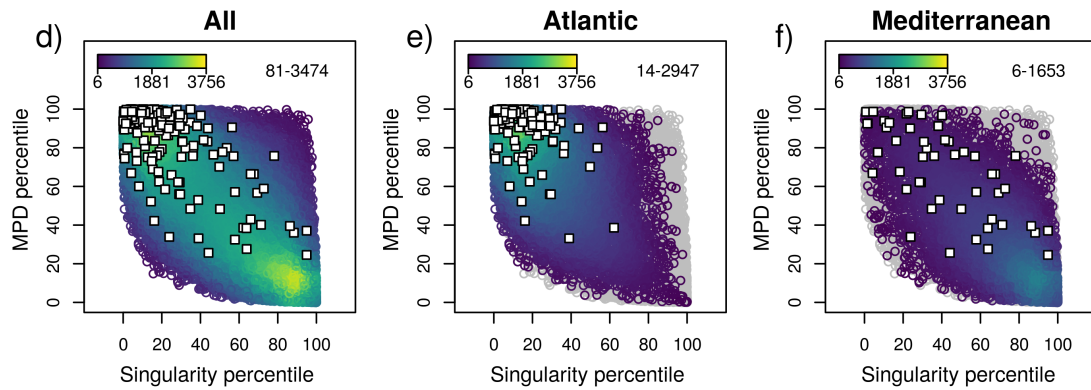 d) All
6 1881 3756
81-3474
MPD percentile
100
80
60
40
20
0
0 20 40 60 80 100
Singularity percentile
e) Atlantic
6 1881 3756
14-2947
MPD percentile
100
80
60
40
20
0
0 20 40 60 80 100
Singularity percentile
f) Mediterranean
6 1881 3756
6-1653
MPD percentile
100
80
60
40
20
0
0 20 40 60 80 100
Singularity percentile